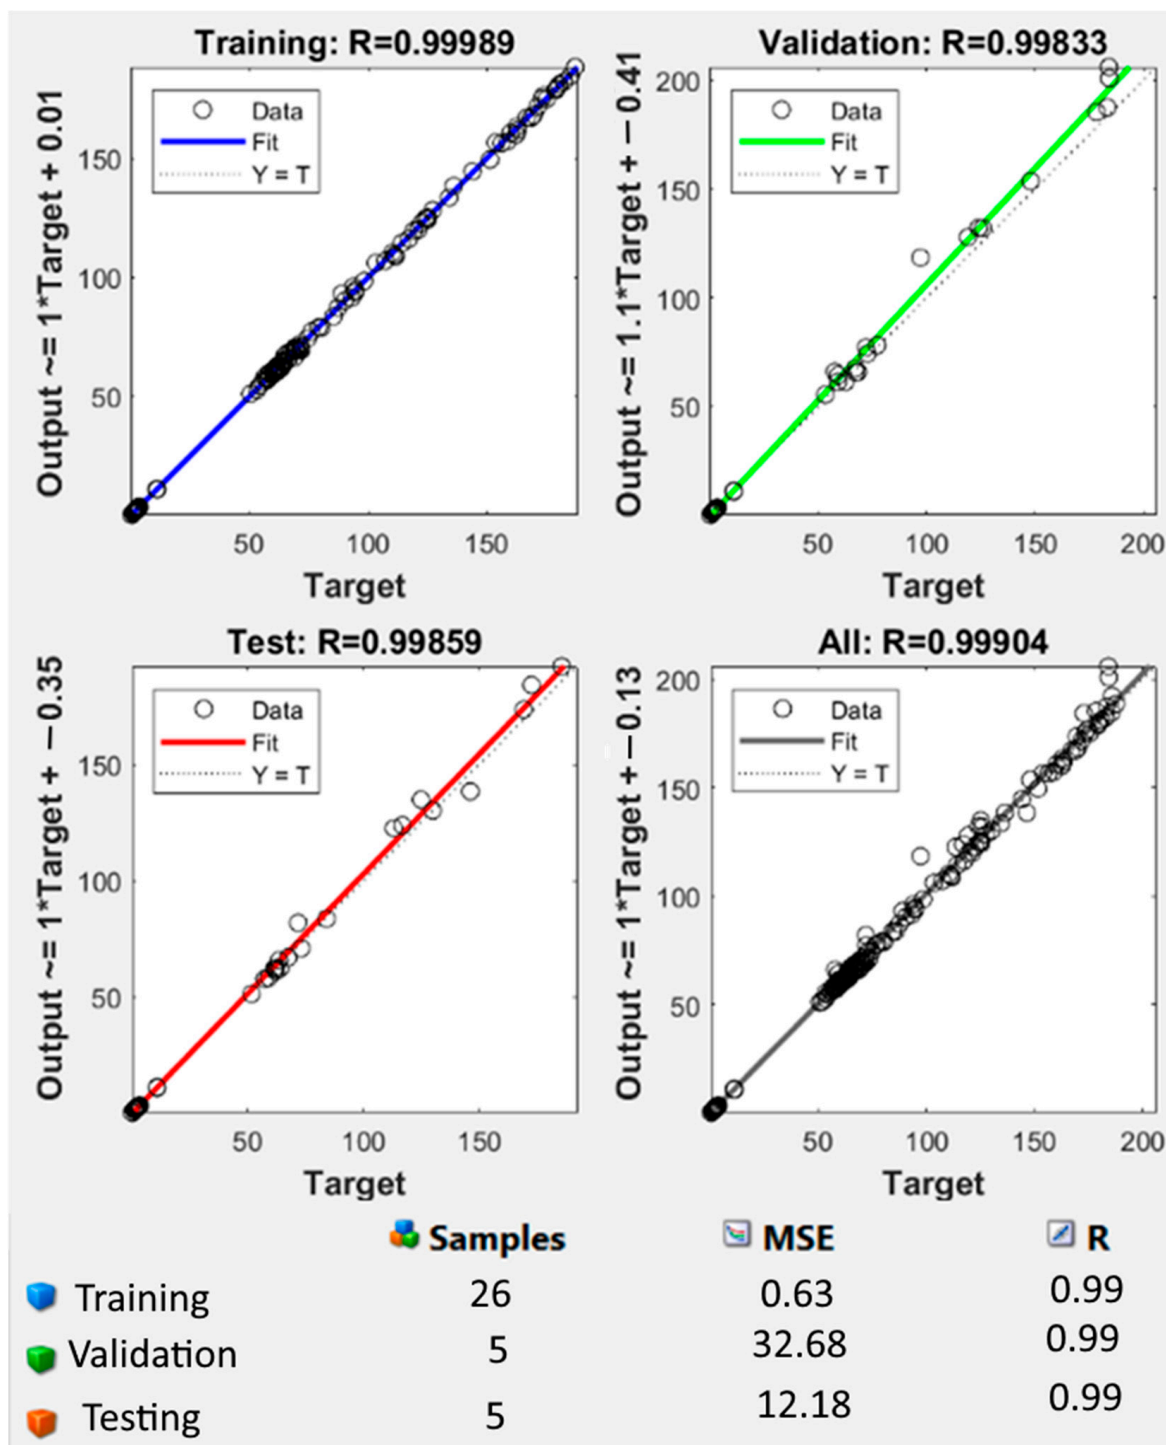 Training: R=0.99989
Output ~= 1*Target + 0.01
Data
Fit
Y = T
150
100
50
50 100 150
Target
Validation: R=0.99833
Output ~= 1.1*Target + −0.41
Data
Fit
Y = T
200
150
100
50
50 100 150 200
Target
Test: R=0.99859
Output ~= 1*Target + −0.35
Data
Fit
Y = T
150
100
50
50 100 150
Target
All: R=0.99904
Output ~= 1*Target + −0.13
Data
Fit
Y = T
200
150
100
50
50 100 150 200
Target
Samples MSE R
Training 26 0.63 0.99
Validation 5 32.68 0.99
Testing 5 12.18 0.99